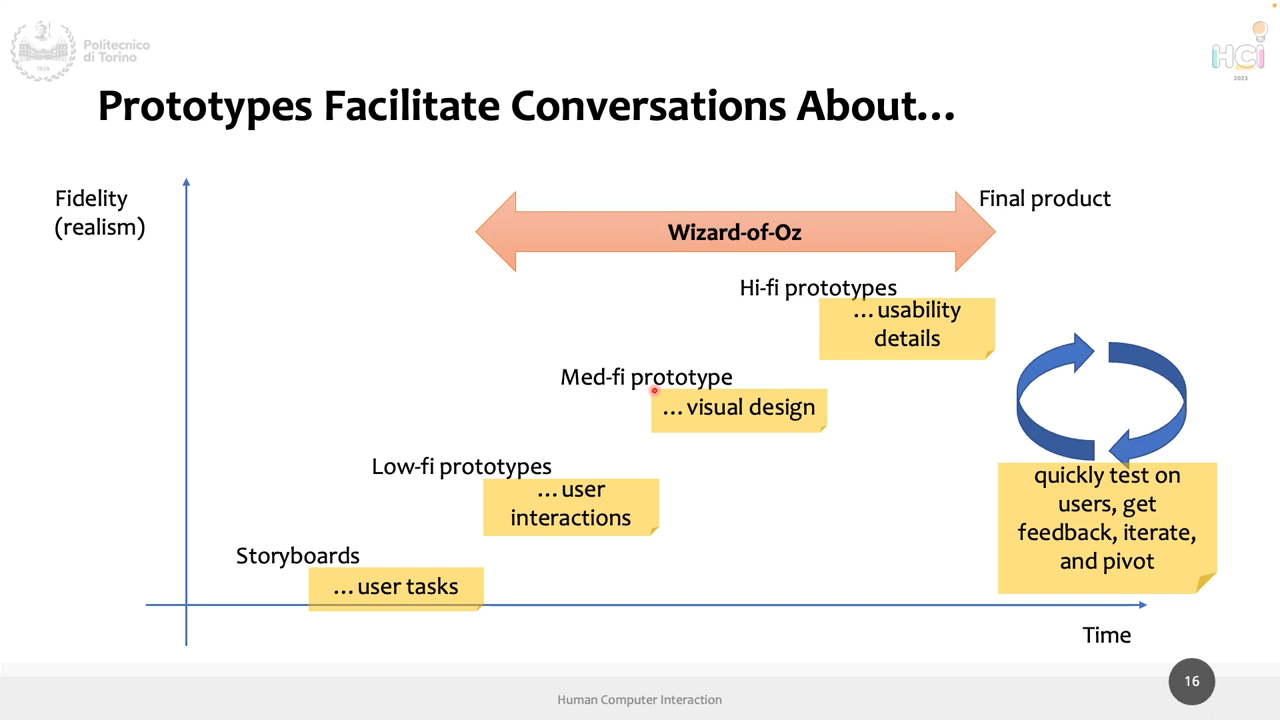 Politecnico
di Torino
1859
HCI
2023
Prototypes Facilitate Conversations About…
Fidelity
(realism)
Final product
Wizard-of-Oz
Hi-fi prototypes
…usability
details
Med-fi prototype
…visual design
Low-fi prototypes
…user
interactions
quickly test on
users, get
feedback, iterate,
and pivot
Storyboards
…user tasks
Time
16
Human Computer Interaction